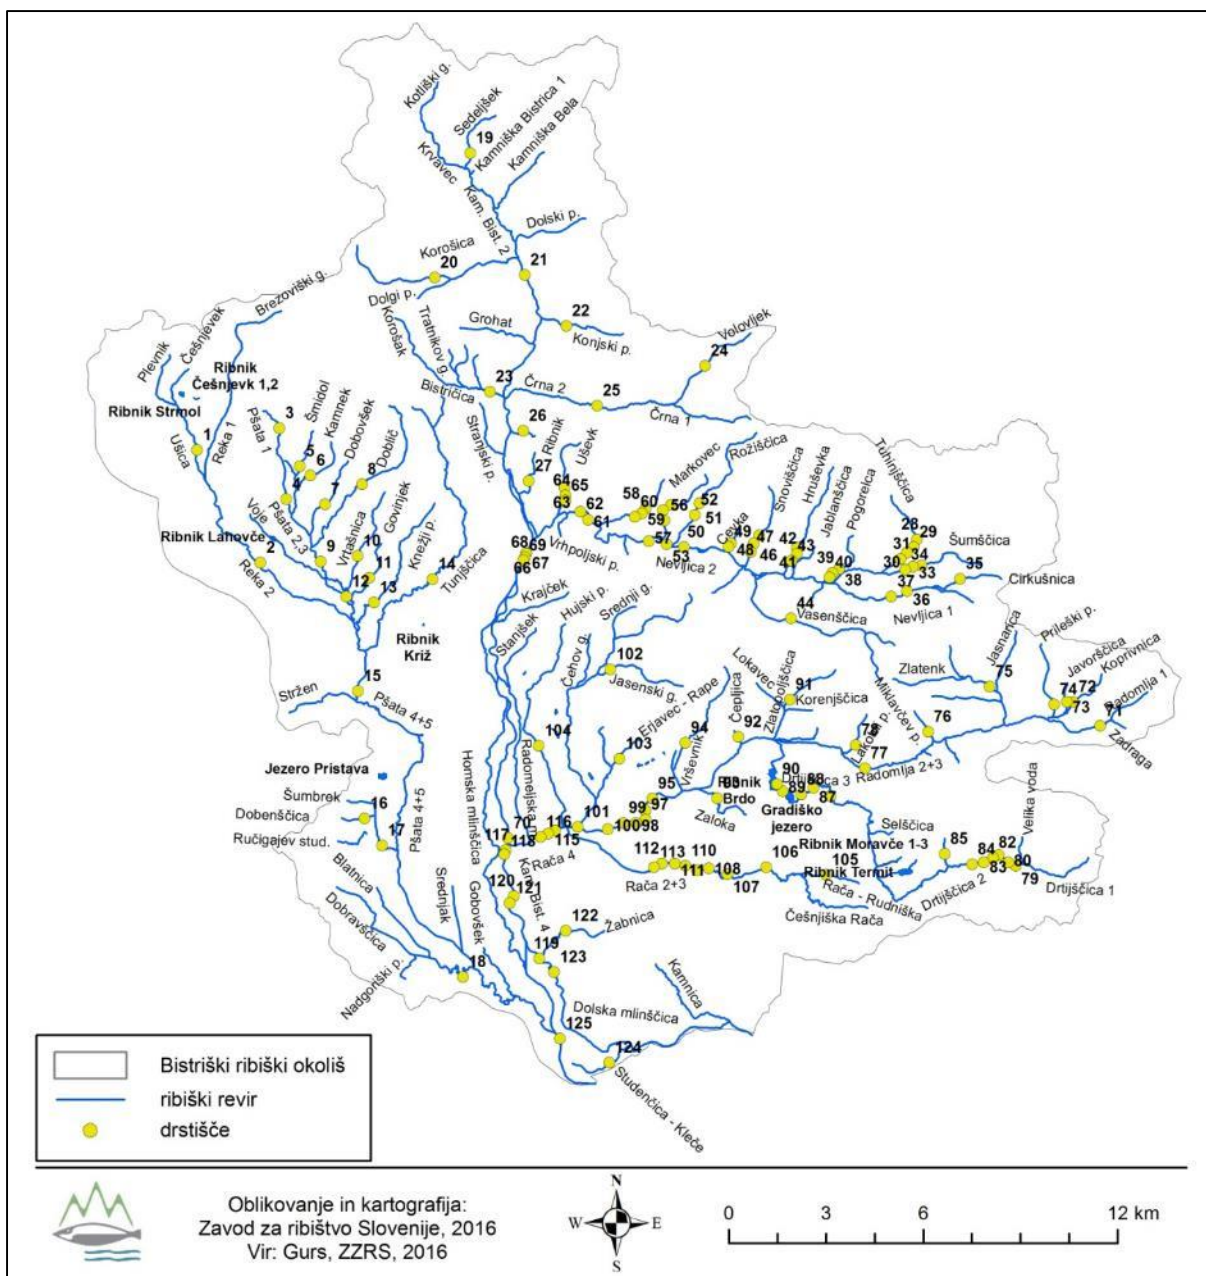 Kotliški g.
Sedeljšek
19
Kamniška Bistrica 1
Kamniška Bela
Krvavec
Kam. Bist. 2
Dolski p.
Korošica
20
21
Dolgi p.
Brezoviški g.
Korošak
Tratnikov g.
Grohat
22
Konjski p.
Volovljek
24
Plevnik
Češnjevek
Ribnik
Češnjevk 1,2
Ribnik Strmol
Bistričica
23
Črna 2
25
Črna 1
Ušica
1
Reka 1
Pšata 1
3
Šmidol
Kamnek
Dobovšek
Doblič
5
6
4
7
8
Stranjski p.
26
Ribnik
27
Uševk
64
65
63
62
61
58
60
59
56
Markovec
Rožiščica
52
51
57
50
53
Nevljica 2
Cevka
49
48
47
46
Snoviščica
Hruševka
Jablanščica
Pogorelca
42
43
41
39
40
38
Tuhinjščica
28
29
31
34
30
33
Šumščica
35
Cirkušnica
37
36
Nevljica 1
Voje
Pšata 2,3
Ribnik Lahovče
2
Reka 2
9
Vrtašnica
10
Govinjek
11
12
13
Knežji p.
14
Tunjščica
68
69
66
67
Vrhpoljski p.
Krajček
Stanjšek
Hujski p.
Srednji g.
Čehov g.
102
Jasenski g.
44
Vasenščica
Ribnik
Križ
15
Stržen
Pšata 4+5
Zlatenk
Jasnarica
75
Prileški p.
Javorščica
Koprivnica
74
72
73
Radomlja 1
71
Zadraga
Lokavec
Zlatopoljščica
91
Korenjščica
Miklavčev p.
76
Čepljica
92
Lakoše p.
77
Radomlja 2+3
Erjavec - Rape
103
94
Vrševnik
104
Homska mlinščica
Jezero Pristava
Šumbrek
16
Dobenščica
17
Ručigajev stud.
Pšata 4+5
95
97
99
98
100
101
Brdo
Zaloka
90
Drtijščica 3
88
89
87
Gradiško
jezero
Selščica
Velika voda
Ribnik Moravče 1-3
85
84
82
83
80
79
Drtijščica 1
Drtijščica 2
117
70
118
116
115
Rača 4
112
113
110
111
108
107
106
105
Ribnik Termit
Rača 2+3
Rača - Rudniška
Češnjiška Rača
Blatnica
Dobravščica
Srednjak
Gobovšek
120
121
122
Žabnica
119
123
Nadgoriški p.
18
Kamnica
Dolska mlinščica
125
124
Studenčica - Kleče
Bistriški ribiški okoliš
ribiški revir
drstišče
Oblikovanje in kartografija:
Zavod za ribištvo Slovenije, 2016
Vir: Gurs, ZZRS, 2016
N
W
E
S
0 3 6 12 km